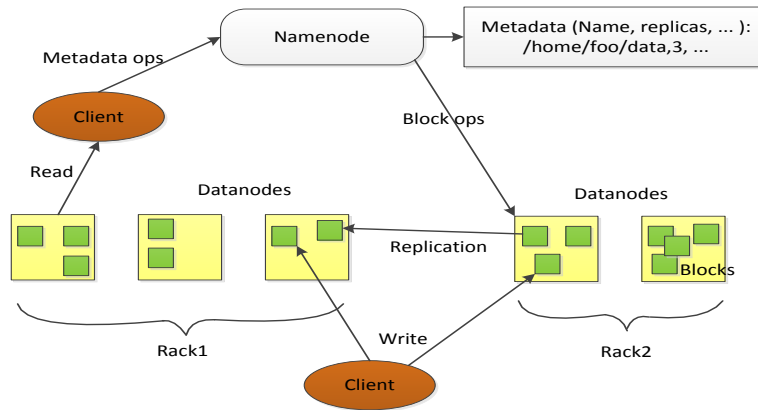 Namenode
Metadata (Name, replicas, ... ):
/home/foo/data,3, ...
Metadata ops
Client
Block ops
Read
Datanodes
Datanodes
Replication
Blocks
Write
Rack1
Rack2
Client